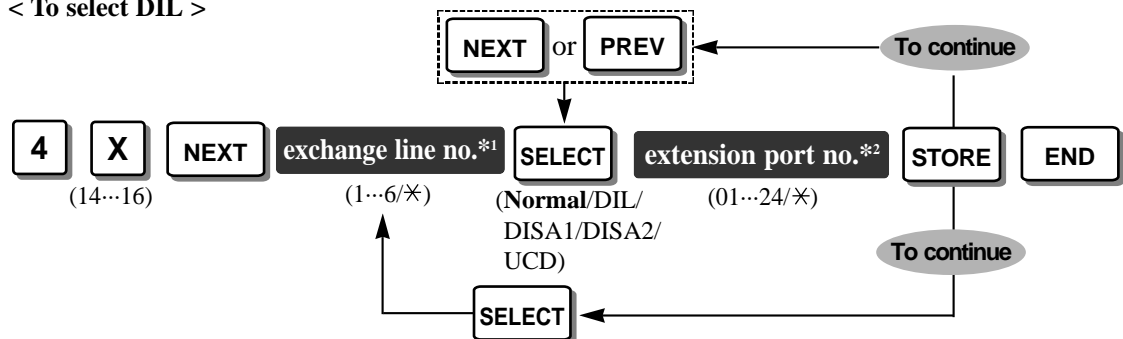 < To select DIL >
NEXT or PREV
To continue
4 X NEXT exchange line no.*1 SELECT extension port no.*2 STORE END
(14···16) (1···6/✳) (Normal/DIL/ (01···24/✳)
DISA1/DISA2/
UCD)
To continue
SELECT